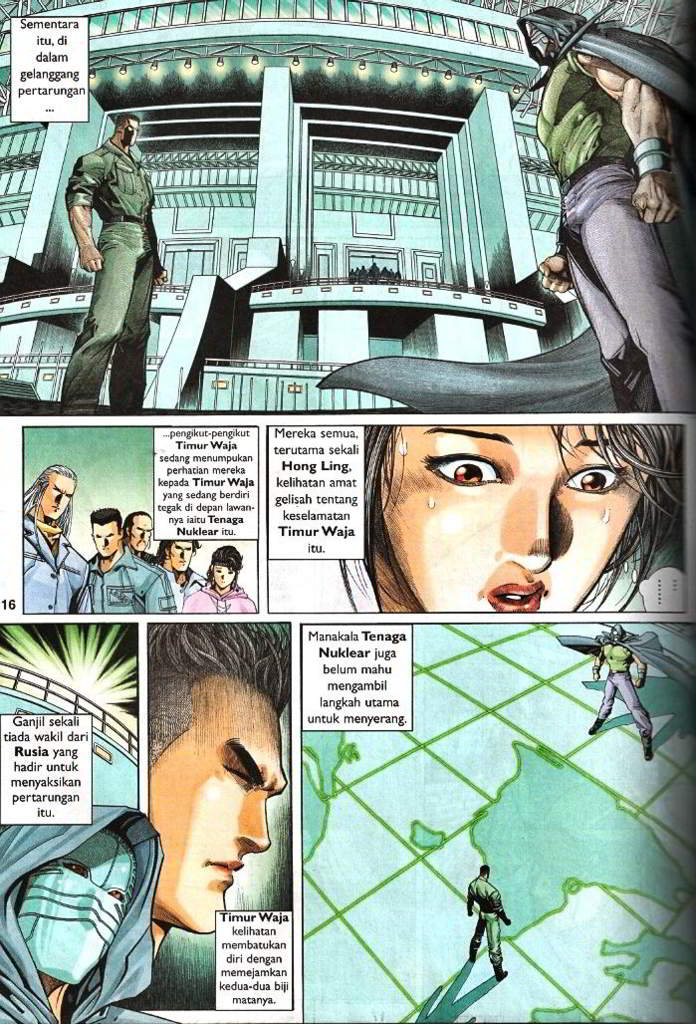 Sementara
itu, di
dalam
gelanggang
pertarungan
...
...pengikut-pengikut
Timur Waja
sedang menumpukan
perhatian mereka
kepada Timur Waja
yang sedang berdiri
tegak di depan lawan-
nya iaitu Tenaga
Nuklear itu.
Mereka semua,
terutama sekali
Hong Ling,
kelihatan amat
gelisah tentang
keselamatan
Timur Waja
itu.
......
16
Ganjil sekali
tiada wakil dari
Rusia yang
hadir untuk
menyaksikan
pertarungan
itu.
Timur Waja
kelihatan
membatukan
diri dengan
memejamkan
kedua-dua biji
matanya.
Manakala Tenaga
Nuklear juga
belum mahu
mengambil
langkah utama
untuk menyerang.